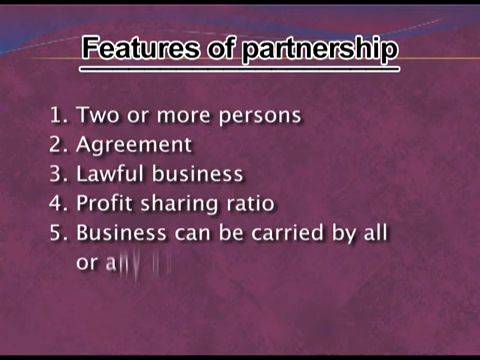 Features of partnership
1. Two or more persons
2. Agreement
3. Lawful business
4. Profit sharing ratio
5. Business can be carried by all
or any